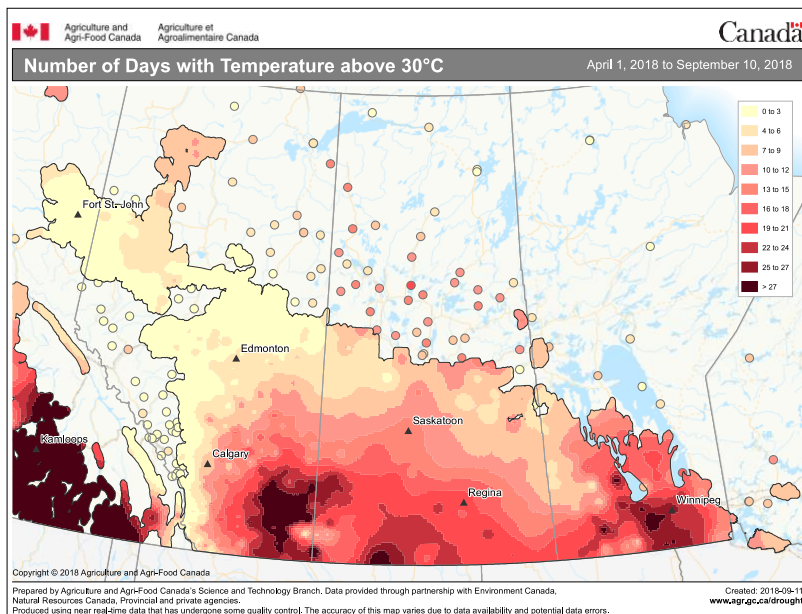 Agriculture and Agriculture et
Agri-Food Canada Agroalimentaire Canada
Canada
Number of Days with Temperature above 30°C
April 1, 2018 to September 10, 2018
0 to 3
4 to 6
7 to 9
10 to 12
13 to 15
16 to 18
19 to 21
22 to 24
25 to 27
> 27
Fort St. John
Edmonton
Saskatoon
Kamloops
Calgary
Regina
Winnipeg
Copyright © 2018 Agriculture and Agri-Food Canada
Prepared by Agriculture and Agri-Food Canada's Science and Technology Branch. Data provided through partnership with Environment Canada,
Natural Resources Canada, Provincial and private agencies.
Produced using near real-time data that has undergone some quality control. The accuracy of this map varies due to data availability and potential data errors.
Created: 2018-09-11
www.agr.gc.ca/drought